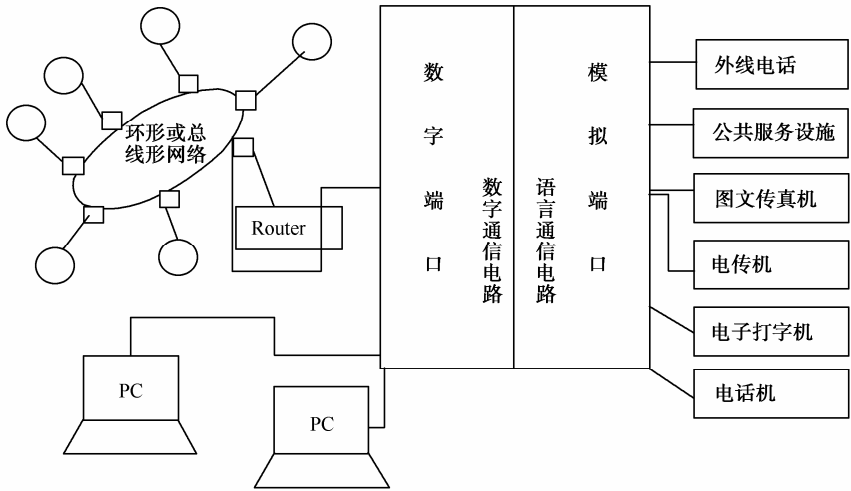 环形或总
线形网络
Router
PC
PC
数字端口
数字通信电路
语言通信电路
模拟端口
外线电话
公共服务设施
图文传真机
电传机
电子打字机
电话机